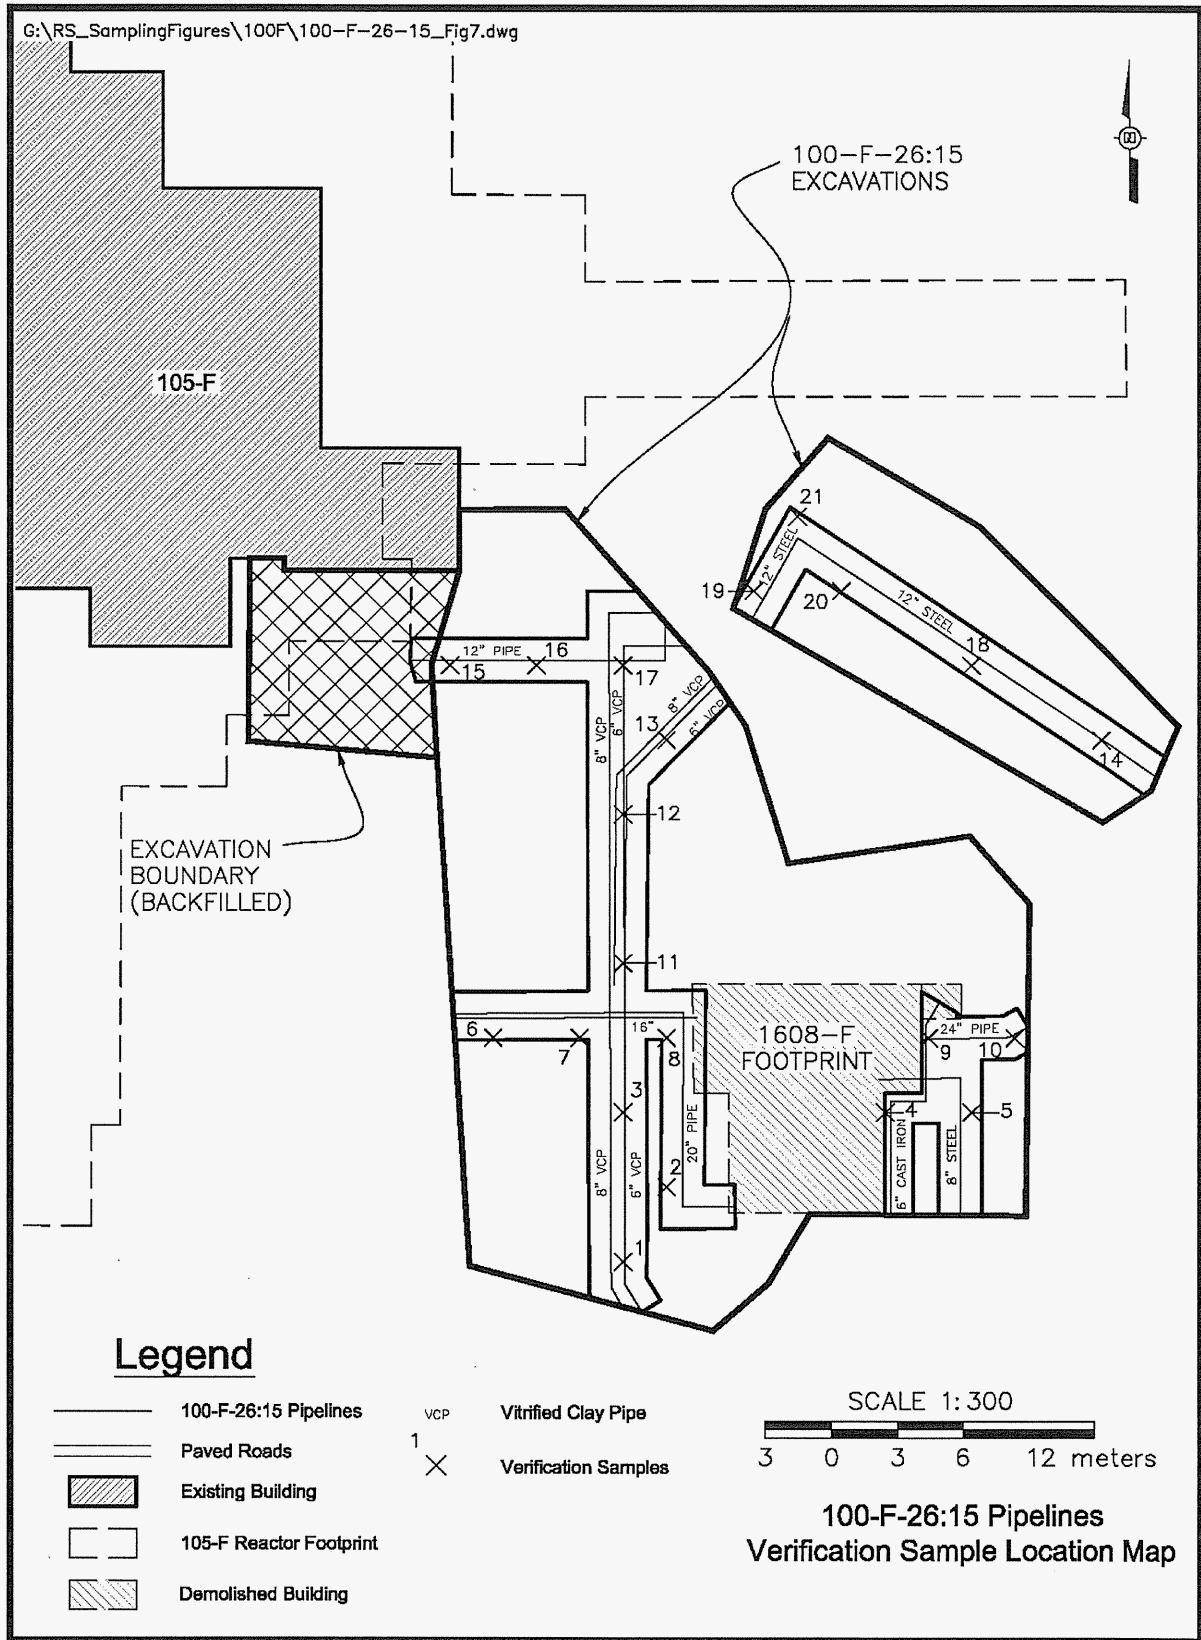 G:\RS_SamplingFigures\100F\100-F-26-15_Fig7.dwg
100-F-26:15
EXCAVATIONS
105-F
21
12" STEEL
19
20
12" STEEL
18
14
12" PIPE
16
15
17
8" VCP
6" VCP
8" VCP
6" VCP
13
12
EXCAVATION
BOUNDARY
(BACKFILLED)
11
6
7
16"
8
1608-F
FOOTPRINT
24" PIPE
9
10
3
4
5
20" PIPE
8" VCP
6" VCP
2
6" CAST IRON
8" STEEL
1
Legend
100-F-26:15 Pipelines
Paved Roads
Existing Building
105-F Reactor Footprint
Demolished Building
VCP
Vitrified Clay Pipe
1
Verification Samples
SCALE 1:300
3 0 3 6 12 meters
100-F-26:15 Pipelines
Verification Sample Location Map